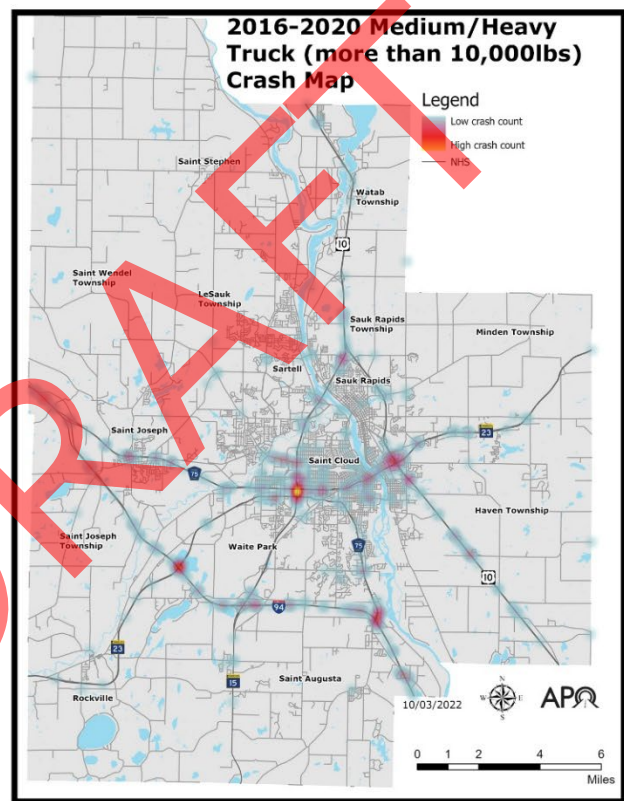 2016-2020 Medium/Heavy
Truck (more than 10,000lbs)
Crash Map
Legend
Low crash count
High crash count
NHS
Saint Stephen
Watab
Township
10
Saint Wendel
Township
LeSauk
Township
Sauk Rapids
Township
Minden Township
Sartell
Sauk Rapids
Saint Joseph
23
75
Saint Cloud
Haven Township
Saint Joseph
Township
Waite Park
75
10
94
23
15
Saint Augusta
Rockville
10/03/2022
N
W
E
S
APO
0 1 2 4 6
Miles
DRAFT